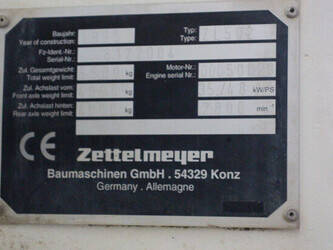 Baujahr: Typ:
Year of construction: Type:
Fz-Ident.-Nr.:
Serial-Nr.:
Zul. Gesamtgewicht Motor-Nr.:
Total weight limit: kg Engine serial Nr.:
Zul. Achslast vorn: kg kW/PS
Front axle weight limit:
Zul. Achslast hinten: kg min⁻¹
Rear axle weight limit:
CE Zettelmeyer
Baumaschinen GmbH . 54329 Konz
Germany . Allemagne